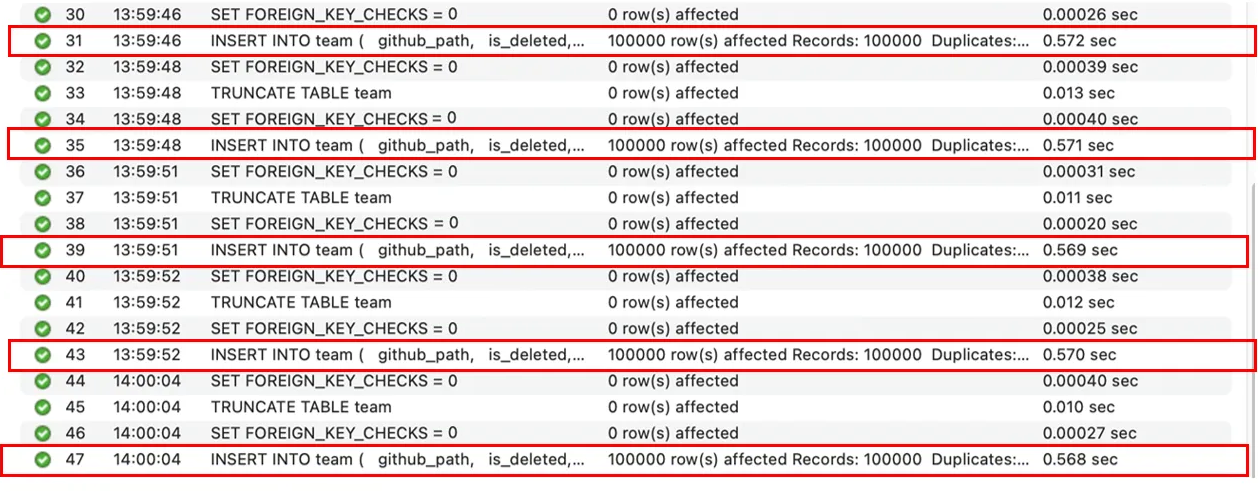 30 13:59:46 SET FOREIGN_KEY_CHECKS = 0 0 row(s) affected 0.00026 sec
31 13:59:46 INSERT INTO team ( github_path, is_deleted,... 100000 row(s) affected Records: 100000 Duplicates:... 0.572 sec
32 13:59:48 SET FOREIGN_KEY_CHECKS = 0 0 row(s) affected 0.00039 sec
33 13:59:48 TRUNCATE TABLE team 0 row(s) affected 0.013 sec
34 13:59:48 SET FOREIGN_KEY_CHECKS = 0 0 row(s) affected 0.00040 sec
35 13:59:48 INSERT INTO team ( github_path, is_deleted,... 100000 row(s) affected Records: 100000 Duplicates:... 0.571 sec
36 13:59:51 SET FOREIGN_KEY_CHECKS = 0 0 row(s) affected 0.00031 sec
37 13:59:51 TRUNCATE TABLE team 0 row(s) affected 0.011 sec
38 13:59:51 SET FOREIGN_KEY_CHECKS = 0 0 row(s) affected 0.00020 sec
39 13:59:51 INSERT INTO team ( github_path, is_deleted,... 100000 row(s) affected Records: 100000 Duplicates:... 0.569 sec
40 13:59:52 SET FOREIGN_KEY_CHECKS = 0 0 row(s) affected 0.00038 sec
41 13:59:52 TRUNCATE TABLE team 0 row(s) affected 0.012 sec
42 13:59:52 SET FOREIGN_KEY_CHECKS = 0 0 row(s) affected 0.00025 sec
43 13:59:52 INSERT INTO team ( github_path, is_deleted,... 100000 row(s) affected Records: 100000 Duplicates:... 0.570 sec
44 14:00:04 SET FOREIGN_KEY_CHECKS = 0 0 row(s) affected 0.00040 sec
45 14:00:04 TRUNCATE TABLE team 0 row(s) affected 0.010 sec
46 14:00:04 SET FOREIGN_KEY_CHECKS = 0 0 row(s) affected 0.00027 sec
47 14:00:04 INSERT INTO team ( github_path, is_deleted,... 100000 row(s) affected Records: 100000 Duplicates:... 0.568 sec